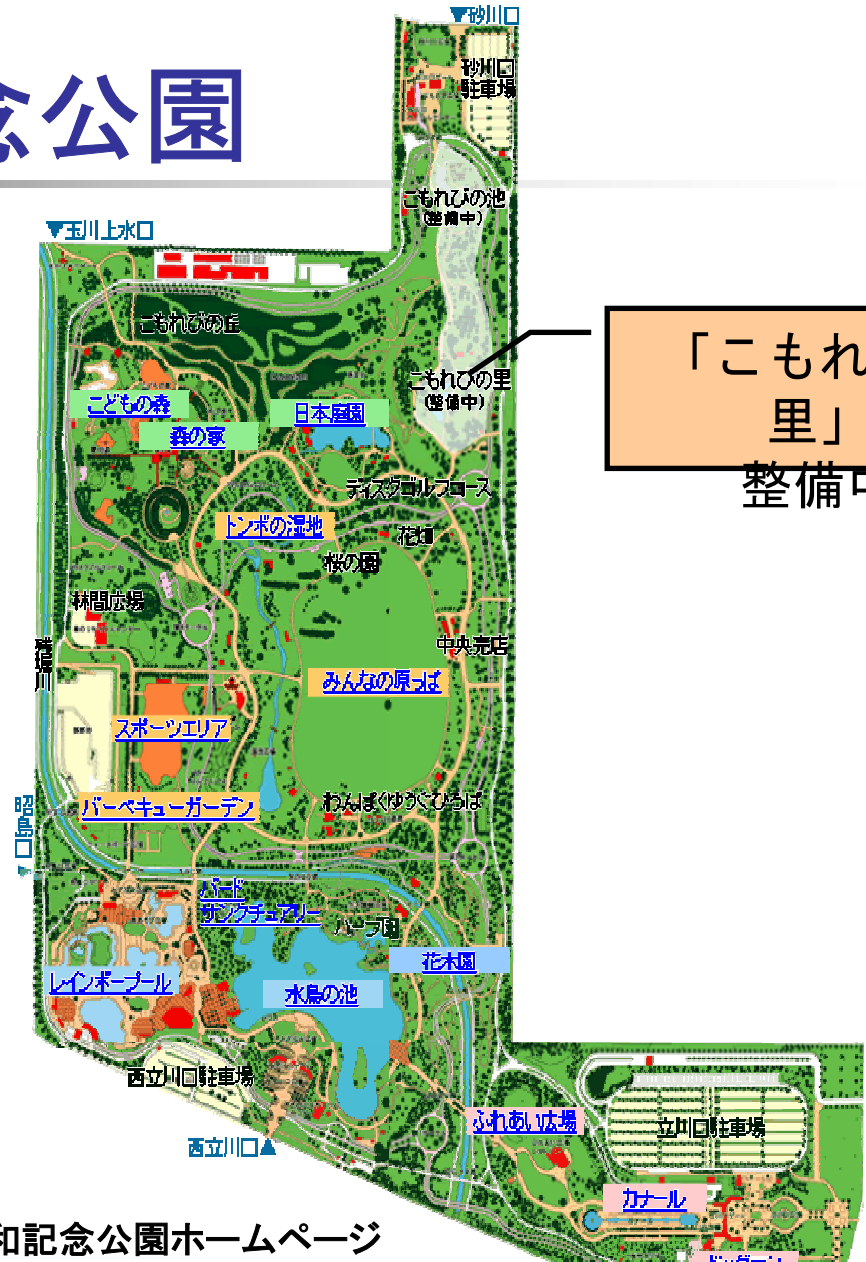 ▼砂川口
念公園
砂川口
駐車場
こもれびの池
(整備中)
▼玉川上水口
こもれびの丘
「こもれ
里」
整備中
こもれびの里
(整備中)
こどもの森
日本庭園
森の家
ディスクゴルフコース
トンボの湿地
花畑
桜の園
林間広場
中央売店
残堀川
みんなの原っぱ
スポーツエリア
バーベキューガーデン
わんぱくゆうぐひろば
昭島口
▼
バード
サンクチュアリー
ハーブ園
花木園
レインボープール
水鳥の池
西立川口駐車場
ふれあい広場
立川口駐車場
西立川口▲
カナール
和記念公園ホームページ